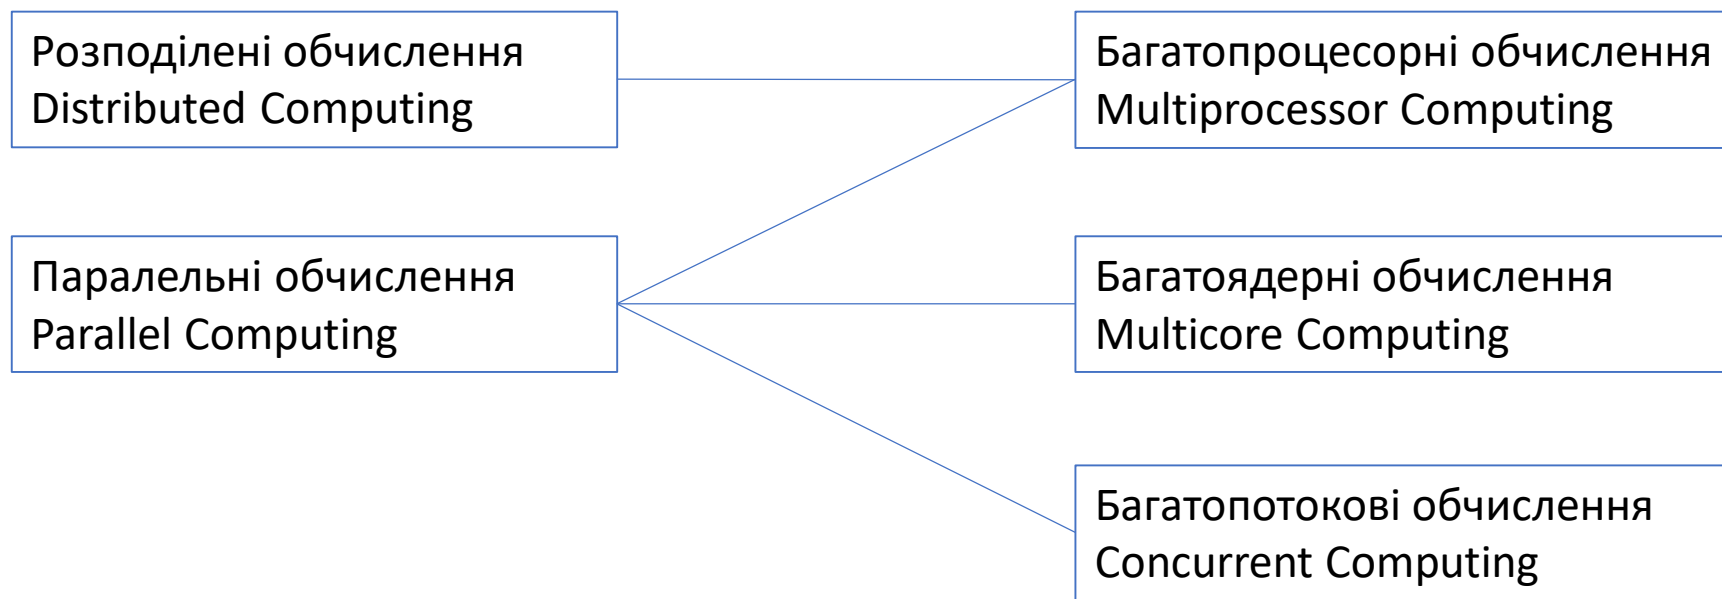 Розподілені обчислення
Distributed Computing
Багатопроцесорні обчислення
Multiprocessor Computing
Паралельні обчислення
Parallel Computing
Багатоядерні обчислення
Multicore Computing
Багатопотокові обчислення
Concurrent Computing